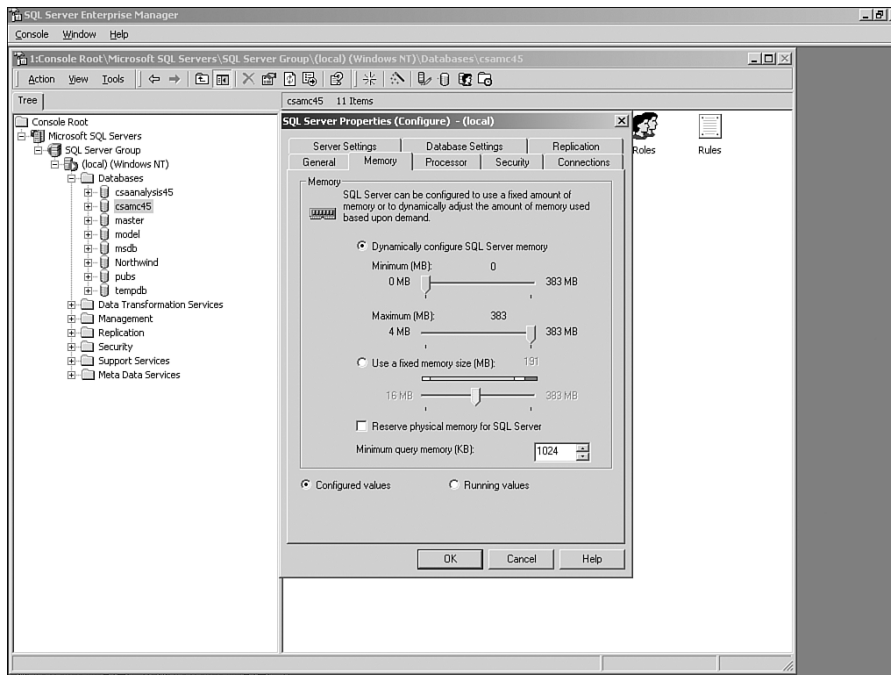 SQL Server Enterprise Manager
Console Window Help
1:Console Root\Microsoft SQL Servers\SQL Server Group\(local) (Windows NT)\Databases\csamc45
Action View Tools
Tree
csamc45 11 Items
Console Root
Microsoft SQL Servers
SQL Server Group
(local) (Windows NT)
Databases
csaanalysis45
csamc45
master
model
msdb
Northwind
pubs
tempdb
Data Transformation Services
Management
Replication
Security
Support Services
Meta Data Services
Roles
Rules
SQL Server Properties (Configure) - (local)
Server Settings Database Settings Replication
General Memory Processor Security Connections
Memory
SQL Server can be configured to use a fixed amount of
memory or to dynamically adjust the amount of memory used
based upon demand.
Dynamically configure SQL Server memory
Minimum (MB): 0
0 MB 383 MB
Maximum (MB): 383
4 MB 383 MB
Use a fixed memory size (MB): 191
16 MB 383 MB
Reserve physical memory for SQL Server
Minimum query memory (KB): 1024
Configured values Running values
OK Cancel Help